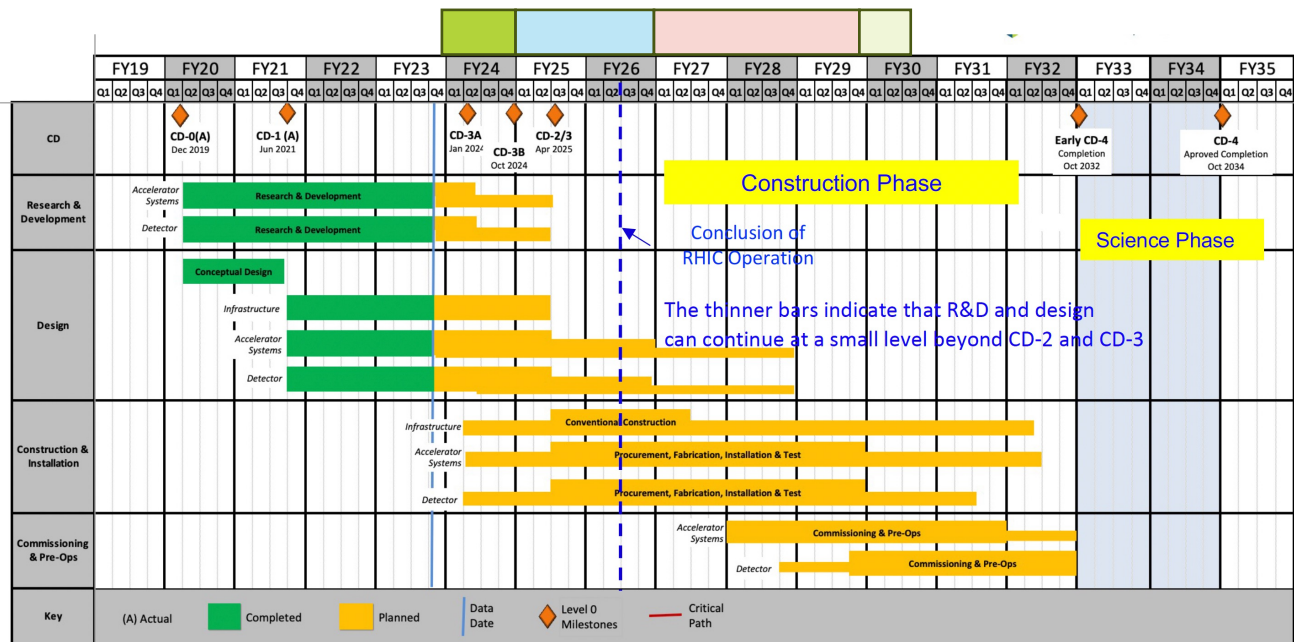 FY19 FY20 FY21 FY22 FY23 FY24 FY25 FY26 FY27 FY28 FY29 FY30 FY31 FY32 FY33 FY34 FY35
Q1 Q2 Q3 Q4 Q1 Q2 Q3 Q4 Q1 Q2 Q3 Q4 Q1 Q2 Q3 Q4 Q1 Q2 Q3 Q4 Q1 Q2 Q3 Q4 Q1 Q2 Q3 Q4 Q1 Q2 Q3 Q4 Q1 Q2 Q3 Q4 Q1 Q2 Q3 Q4 Q1 Q2 Q3 Q4 Q1 Q2 Q3 Q4 Q1 Q2 Q3 Q4 Q1 Q2 Q3 Q4 Q1 Q2 Q3 Q4 Q1 Q2 Q3 Q4 Q1 Q2 Q3 Q4
CD
CD-0(A)
Dec 2019
CD-1 (A)
Jun 2021
CD-3A
Jan 2024
CD-3B
Oct 2024
CD-2/3
Apr 2025
Early CD-4
Completion
Oct 2032
CD-4
Aproved Completion
Oct 2034
Construction Phase
Research &
Development
Accelerator
Systems
Research & Development
Detector
Research & Development
Conclusion of
RHIC Operation
Science Phase
Design
Conceptual Design
Infrastructure
Accelerator
Systems
Detector
The thinner bars indicate that R&D and design
can continue at a small level beyond CD-2 and CD-3
Construction &
Installation
Infrastructure
Conventional Construction
Accelerator
Systems
Procurement, Fabrication, Installation & Test
Detector
Procurement, Fabrication, Installation & Test
Commissioning
& Pre-Ops
Accelerator
Systems
Commissioning & Pre-Ops
Detector
Commissioning & Pre-Ops
Key
(A) Actual
Completed
Planned
Data
Date
Level 0
Milestones
Critical
Path